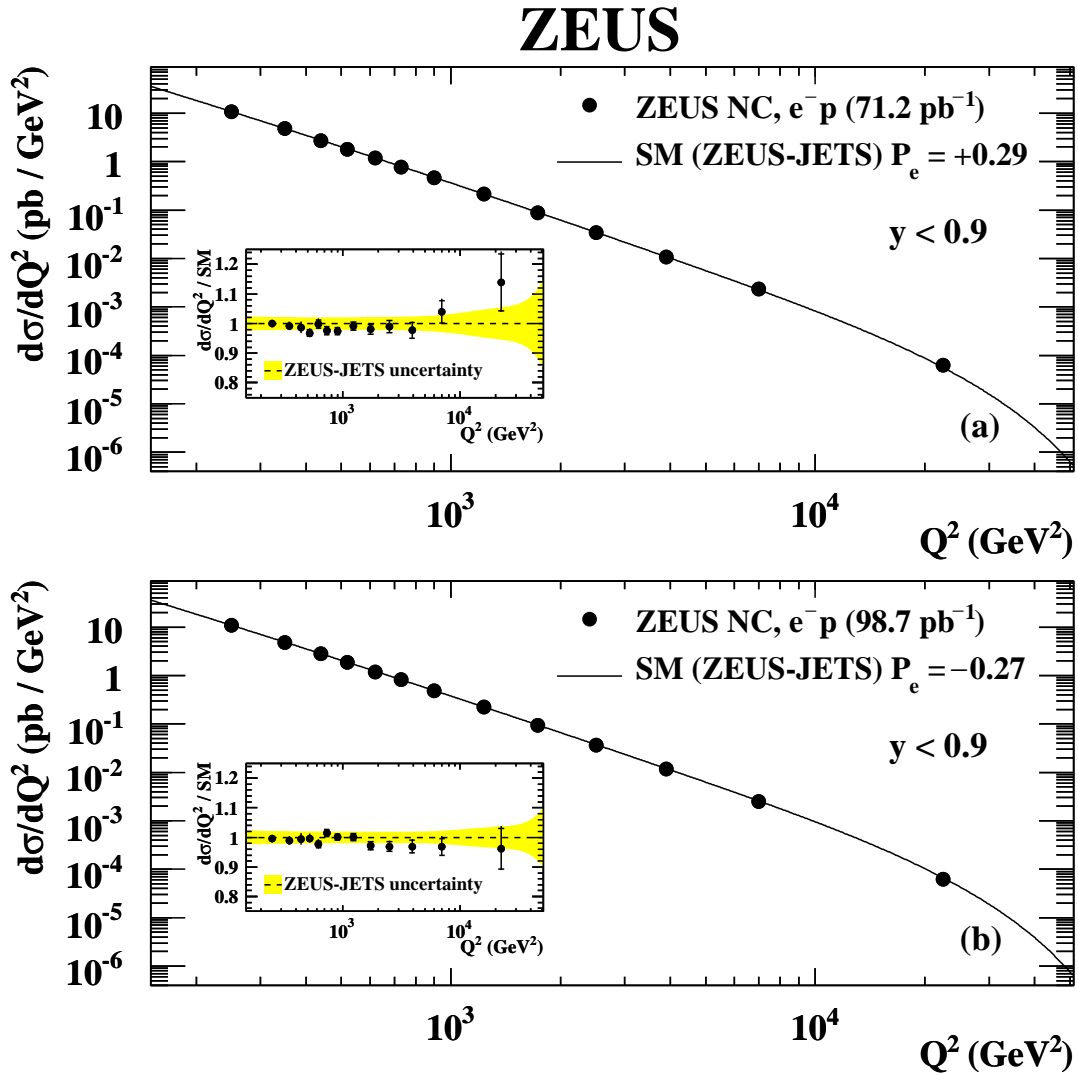 ZEUS
dσ/dQ² (pb / GeV²)
10
1
10⁻¹
10⁻²
10⁻³
10⁻⁴
10⁻⁵
10⁻⁶
ZEUS NC, e⁻p (71.2 pb⁻¹)
SM (ZEUS-JETS) Pₑ = +0.29
y < 0.9
dσ/dQ² / SM
1.2
1.1
1
0.9
0.8
ZEUS-JETS uncertainty
10³
10⁴
Q² (GeV²)
(a)
10³
10⁴
Q² (GeV²)
dσ/dQ² (pb / GeV²)
10
1
10⁻¹
10⁻²
10⁻³
10⁻⁴
10⁻⁵
10⁻⁶
ZEUS NC, e⁻p (98.7 pb⁻¹)
SM (ZEUS-JETS) Pₑ = −0.27
y < 0.9
dσ/dQ² / SM
1.2
1.1
1
0.9
0.8
ZEUS-JETS uncertainty
10³
10⁴
Q² (GeV²)
(b)
10³
10⁴
Q² (GeV²)